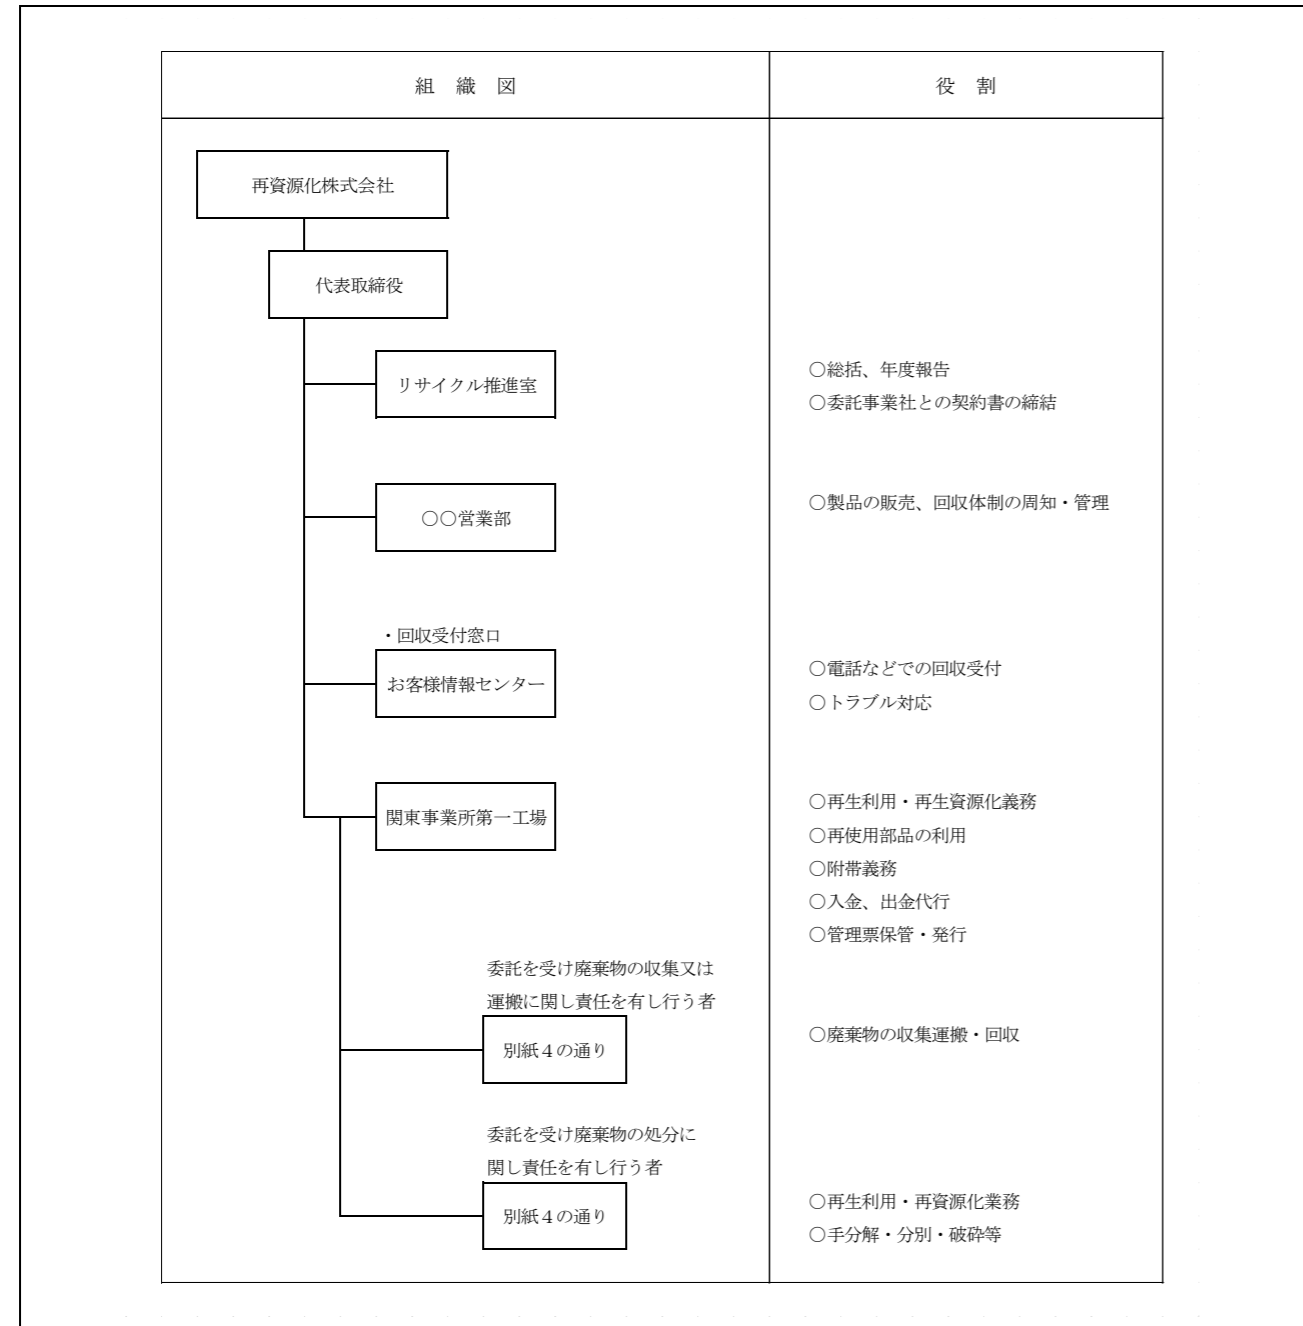 組 織 図
役 割
再資源化株式会社
代表取締役
リサイクル推進室
○総括、年度報告
○委託事業社との契約書の締結
○○営業部
○製品の販売、回収体制の周知・管理
・回収受付窓口
お客様情報センター
○電話などでの回収受付
○トラブル対応
関東事業所第一工場
○再生利用・再生資源化義務
○再使用部品の利用
○附帯義務
○入金、出金代行
○管理票保管・発行
委託を受け廃棄物の収集又は
運搬に関し責任を有し行う者
別紙4の通り
○廃棄物の収集運搬・回収
委託を受け廃棄物の処分に
関し責任を有し行う者
別紙4の通り
○再生利用・再資源化業務
○手分解・分別・破砕等